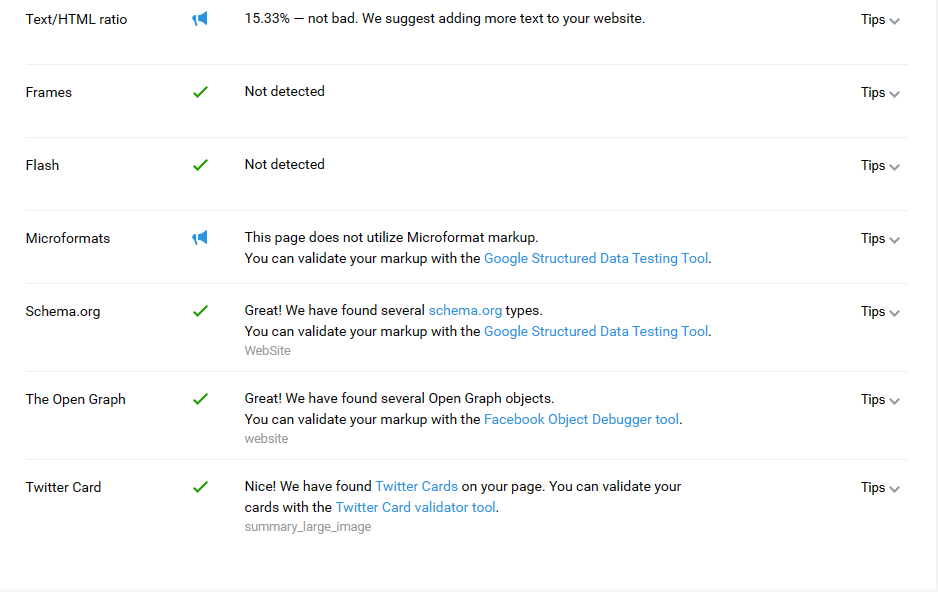 Text/HTML ratio 15.33% — not bad. We suggest adding more text to your website. Tips
Frames Not detected Tips
Flash Not detected Tips
Microformats This page does not utilize Microformat markup. Tips
You can validate your markup with the Google Structured Data Testing Tool.
Schema.org Great! We have found several schema.org types. Tips
You can validate your markup with the Google Structured Data Testing Tool.
WebSite
The Open Graph Great! We have found several Open Graph objects. Tips
You can validate your markup with the Facebook Object Debugger tool.
website
Twitter Card Nice! We have found Twitter Cards on your page. You can validate your Tips
cards with the Twitter Card validator tool.
summary_large_image